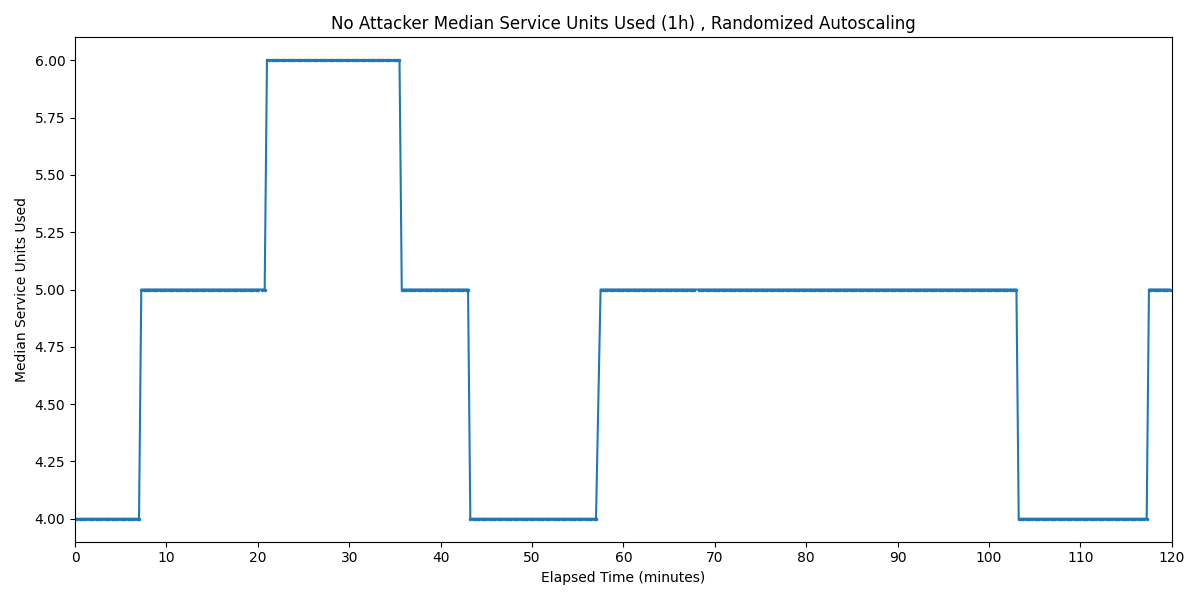 No Attacker Median Service Units Used (1h) , Randomized Autoscaling
Median Service Units Used
6.00
5.75
5.50
5.25
5.00
4.75
4.50
4.25
4.00
0 10 20 30 40 50 60 70 80 90 100 110 120
Elapsed Time (minutes)